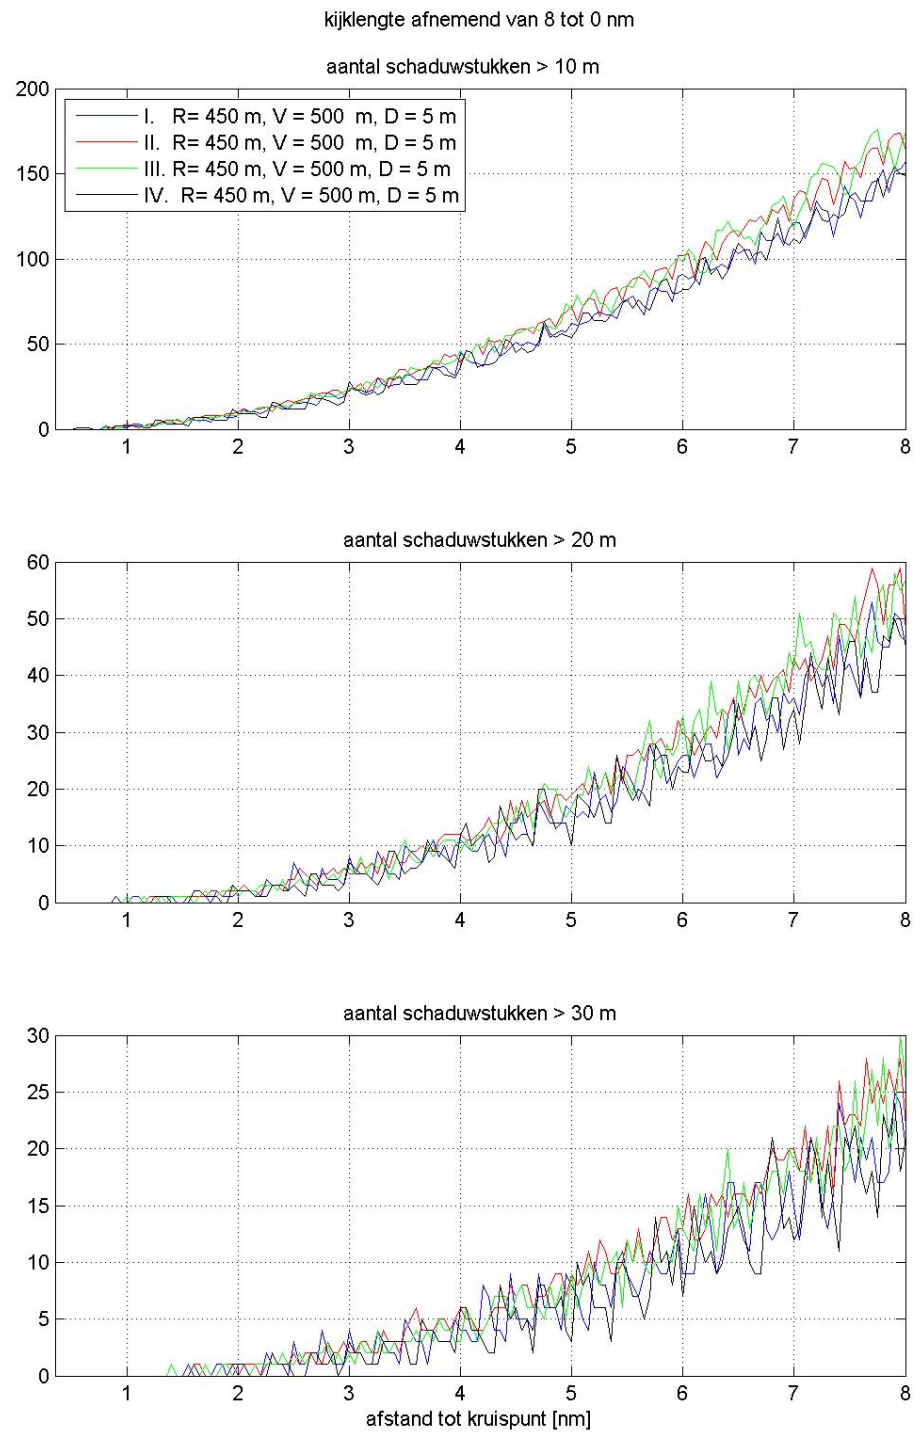 kijklengte afnemend van 8 tot 0 nm
aantal schaduwstukken > 10 m
200
150
100
50
0
I. R= 450 m, V = 500 m, D = 5 m
II. R= 450 m, V = 500 m, D = 5 m
III. R= 450 m, V = 500 m, D = 5 m
IV. R= 450 m, V = 500 m, D = 5 m
1 2 3 4 5 6 7 8
aantal schaduwstukken > 20 m
60
50
40
30
20
10
0
1 2 3 4 5 6 7 8
aantal schaduwstukken > 30 m
30
25
20
15
10
5
0
1 2 3 4 5 6 7 8
afstand tot kruispunt [nm]